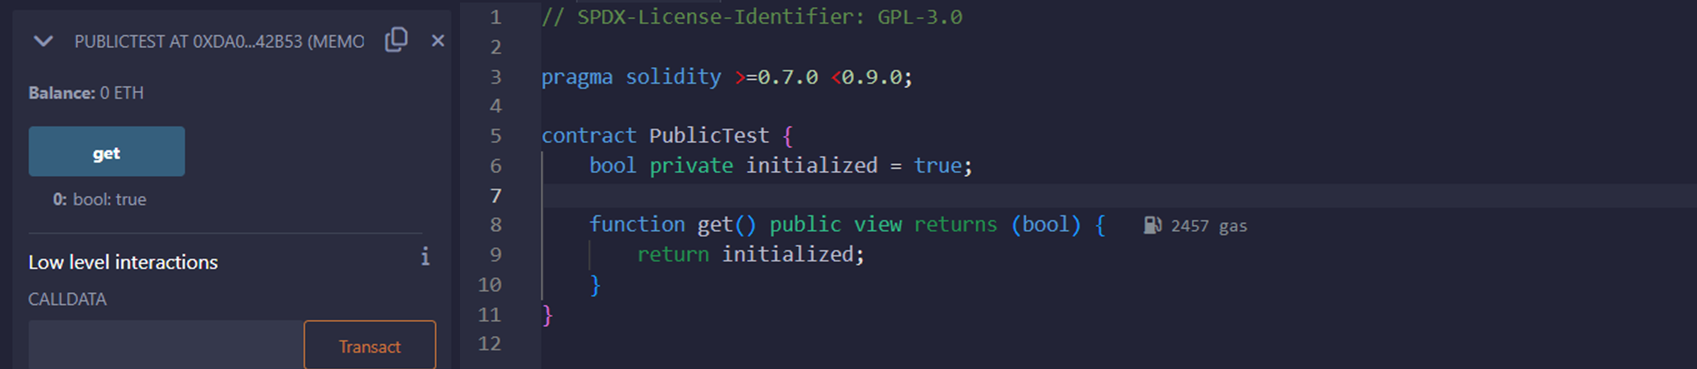 PUBLICTEST AT 0XDA0...42B53 (MEMO
Balance: 0 ETH
get
0: bool: true
Low level interactions
i
CALLDATA
Transact
1 // SPDX-License-Identifier: GPL-3.0
2
3 pragma solidity >=0.7.0 <0.9.0;
4
5 contract PublicTest {
6 bool private initialized = true;
7
8 function get() public view returns (bool) { 2457 gas
9 return initialized;
10 }
11 }
12